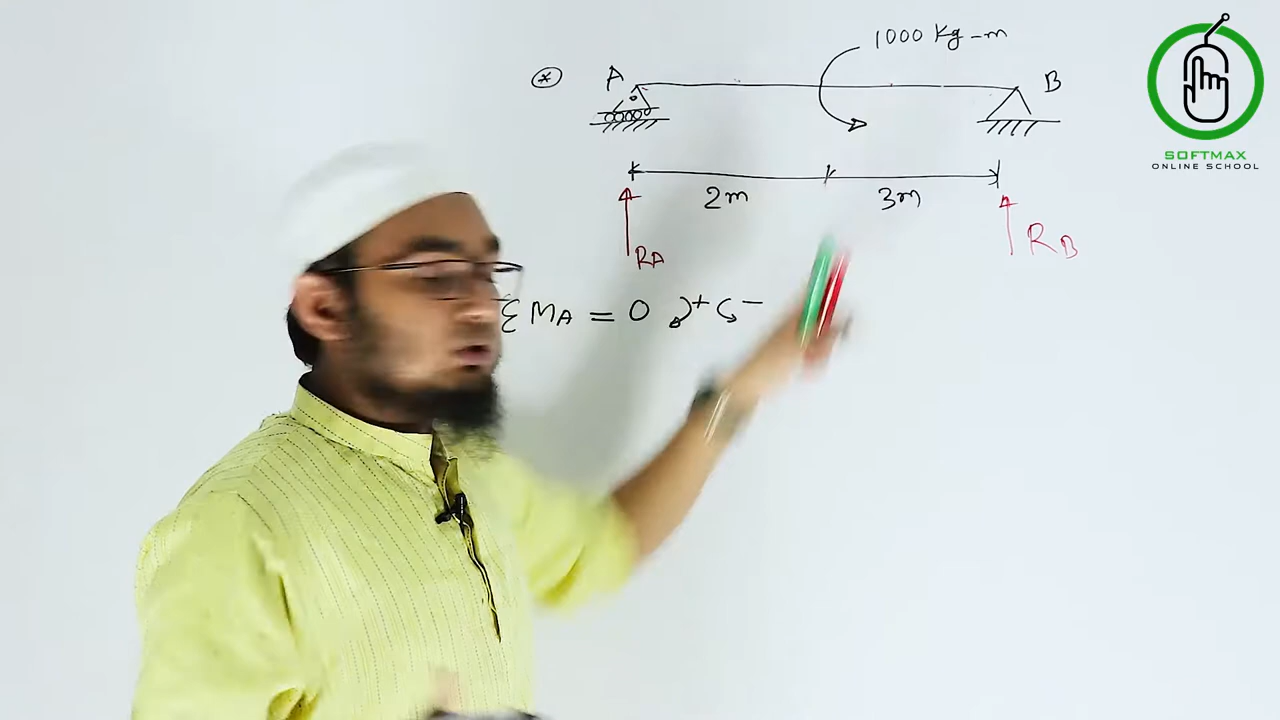 1000 Kg-m
* A B
2m 3m
RA RB
ΣMA = 0 + −
SOFTMAX
ONLINE SCHOOL